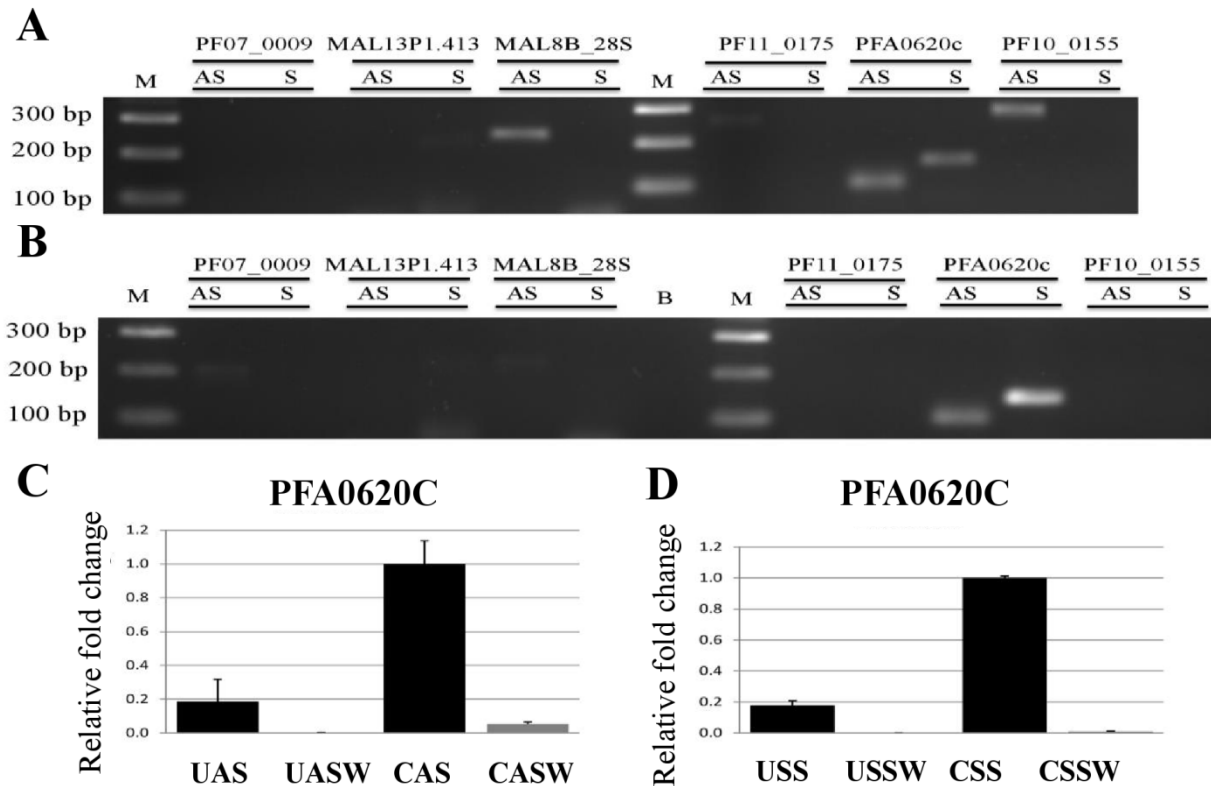 A
PF07_0009 MAL13P1.413 MAL8B_28S PF11_0175 PFA0620c PF10_0155
M AS S AS S AS S M AS S AS S AS S
300 bp
200 bp
100 bp
B
PF07_0009 MAL13P1.413 MAL8B_28S PF11_0175 PFA0620c PF10_0155
M AS S AS S AS S B M AS S AS S AS S
300 bp
200 bp
100 bp
C
PFA0620C
Relative fold change
1.2
1.0
0.8
0.6
0.4
0.2
0.0
UAS UASW CAS CASW
D
PFA0620C
Relative fold change
1.2
1.0
0.8
0.6
0.4
0.2
0.0
USS USSW CSS CSSW